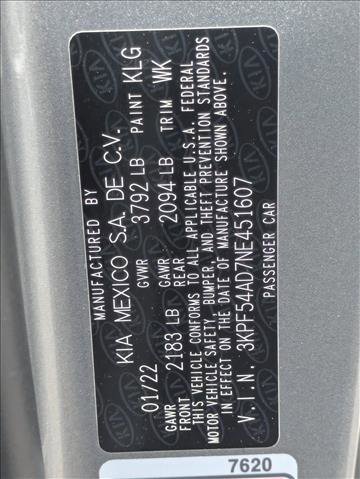 MANUFACTURED BY
KIA MEXICO S.A. DE C.V.
01/22 GVWR 3792 LB PAINT KLG
GAWR FRONT 2183 LB GAWR REAR 2094 LB TRIM WK
THIS VEHICLE CONFORMS TO ALL APPLICABLE U.S.A. FEDERAL
MOTOR VEHICLE SAFETY, BUMPER, AND THEFT PREVENTION STANDARDS
IN EFFECT ON THE DATE OF MANUFACTURE SHOWN ABOVE.
V.I.N. 3KPF54AD7NE451607
PASSENGER CAR
7620